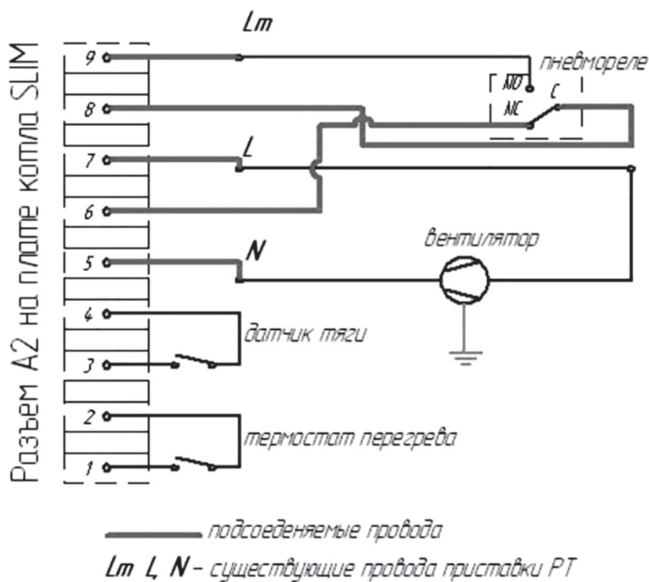 Lm
9
пневмореле
NO
C
NC
8
7
L
6
вентилятор
N
5
4
датчик тяги
3
2
термостат перегрева
1
Разъем А2 на плате котла SLIM
подсоеденяемые провода
Lm L, N – существующие провода приставки РТ